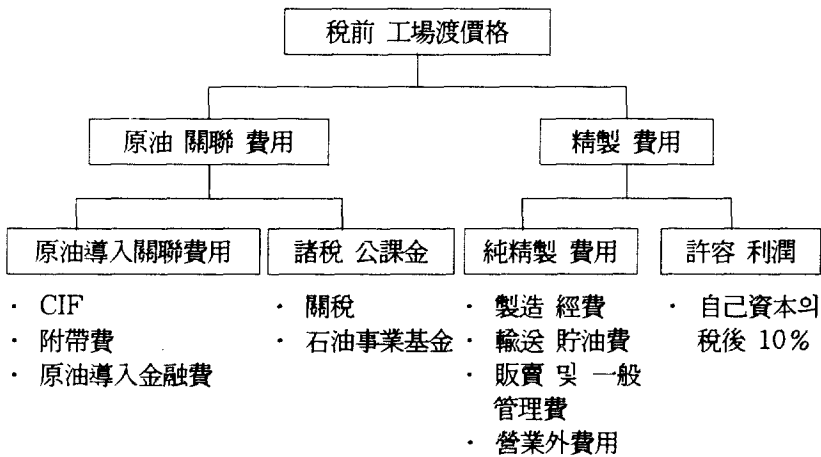 稅前 工場渡價格
原油 關聯 費用
精製 費用
原油導入關聯費用
諸稅 公課金
純精製 費用
許容 利潤
· CIF
· 附帶費
· 原油導入金融費
· 關稅
· 石油事業基金
· 製造 經費
· 輸送 貯油費
· 販賣 및 一般
管理費
· 營業外費用
· 自己資本의
稅後 10%